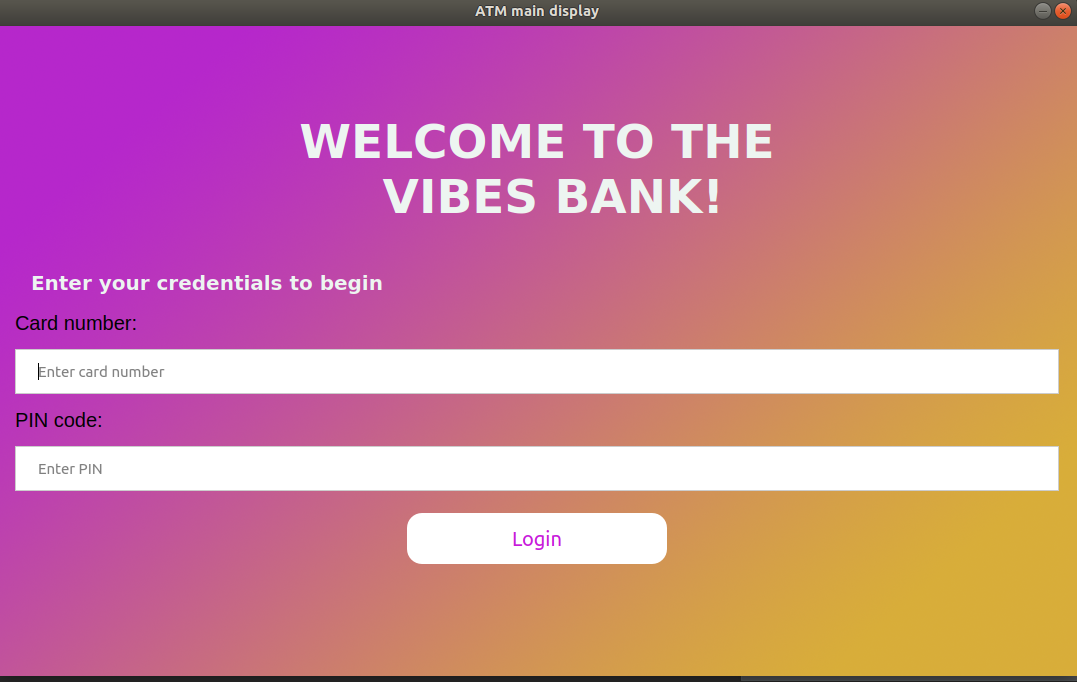 ATM main display
WELCOME TO THE
VIBES BANK!
Enter your credentials to begin
Card number:
Enter card number
PIN code:
Enter PIN
Login